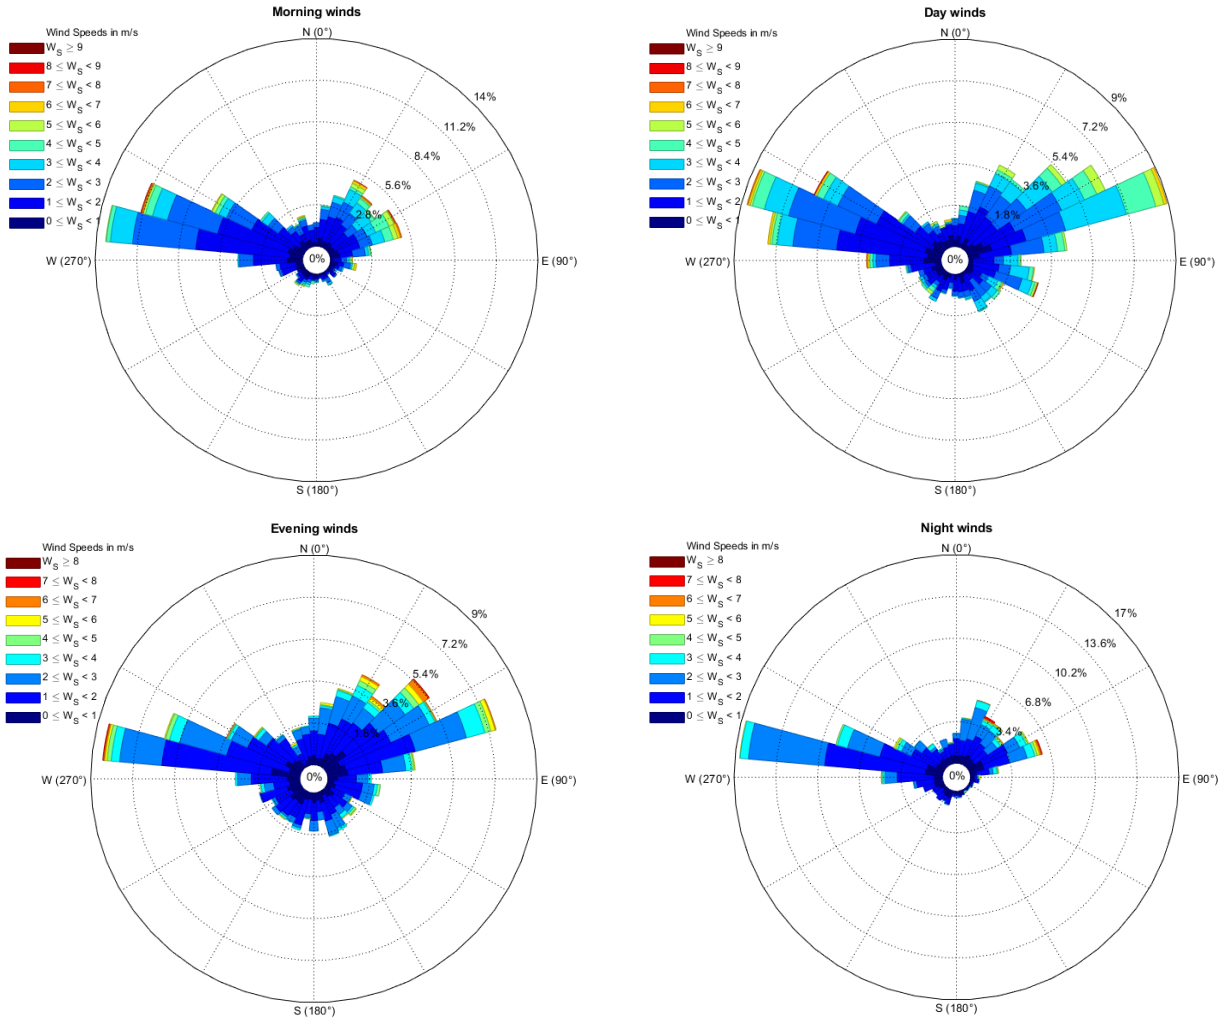 Morning winds
Wind Speeds in m/s
W_S ≥ 9
8 ≤ W_S < 9
7 ≤ W_S < 8
6 ≤ W_S < 7
5 ≤ W_S < 6
4 ≤ W_S < 5
3 ≤ W_S < 4
2 ≤ W_S < 3
1 ≤ W_S < 2
0 ≤ W_S < 1
N (0°)
14%
11.2%
8.4%
5.6%
2.8%
0%
W (270°)
E (90°)
S (180°)
Day winds
Wind Speeds in m/s
W_S ≥ 9
8 ≤ W_S < 9
7 ≤ W_S < 8
6 ≤ W_S < 7
5 ≤ W_S < 6
4 ≤ W_S < 5
3 ≤ W_S < 4
2 ≤ W_S < 3
1 ≤ W_S < 2
0 ≤ W_S < 1
N (0°)
9%
7.2%
5.4%
3.6%
1.8%
0%
W (270°)
E (90°)
S (180°)
Evening winds
Wind Speeds in m/s
W_S ≥ 8
7 ≤ W_S < 8
6 ≤ W_S < 7
5 ≤ W_S < 6
4 ≤ W_S < 5
3 ≤ W_S < 4
2 ≤ W_S < 3
1 ≤ W_S < 2
0 ≤ W_S < 1
N (0°)
9%
7.2%
5.4%
3.6%
1.8%
0%
W (270°)
E (90°)
S (180°)
Night winds
Wind Speeds in m/s
W_S ≥ 8
7 ≤ W_S < 8
6 ≤ W_S < 7
5 ≤ W_S < 6
4 ≤ W_S < 5
3 ≤ W_S < 4
2 ≤ W_S < 3
1 ≤ W_S < 2
0 ≤ W_S < 1
N (0°)
17%
13.6%
10.2%
6.8%
3.4%
0%
W (270°)
E (90°)
S (180°)